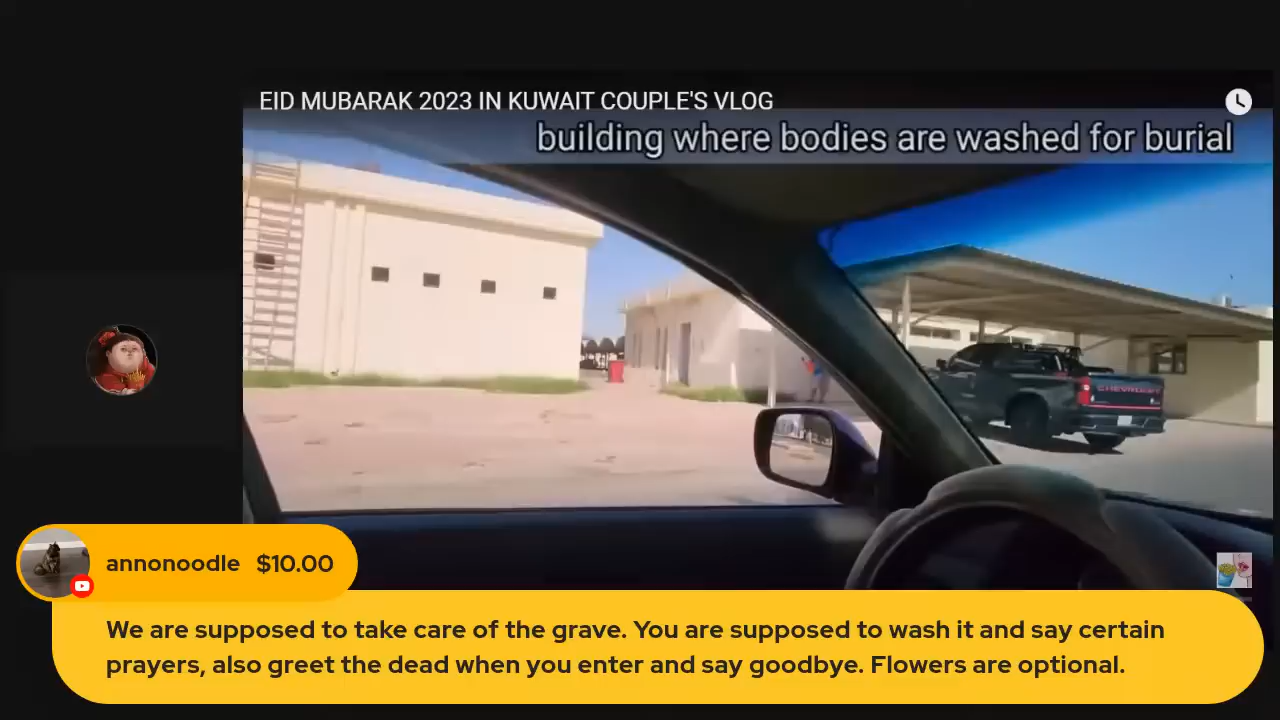 EID MUBARAK 2023 IN KUWAIT COUPLE'S VLOG
building where bodies are washed for burial
CHEVROLET
annonoodle $10.00
We are supposed to take care of the grave. You are supposed to wash it and say certain
prayers, also greet the dead when you enter and say goodbye. Flowers are optional.